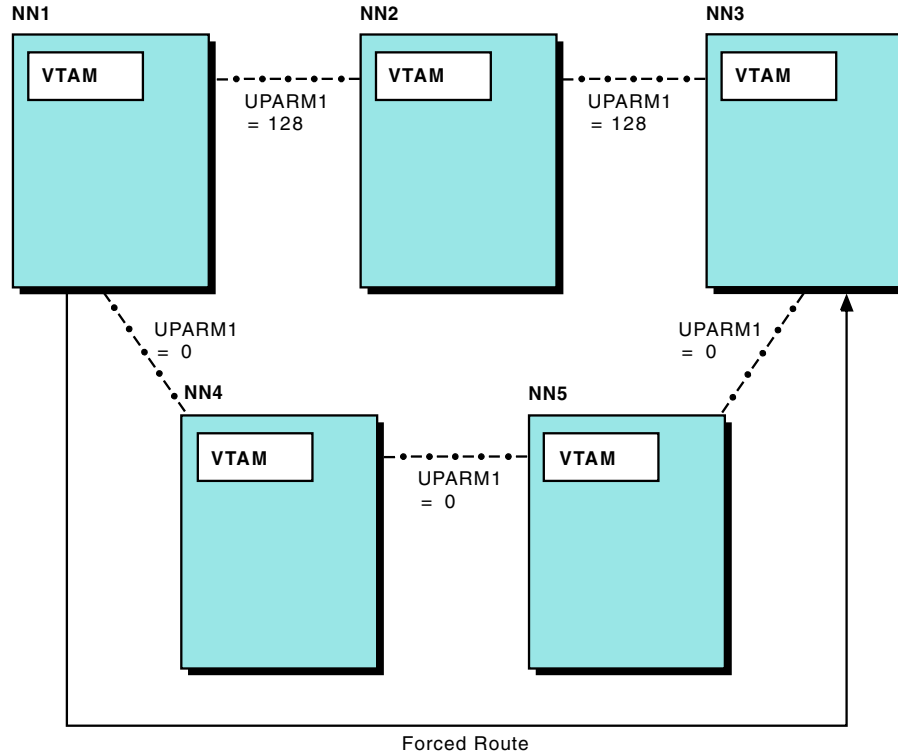 NN1
NN2
NN3
VTAM
VTAM
VTAM
UPARM1
= 128
UPARM1
= 128
UPARM1
= 0
UPARM1
= 0
NN4
NN5
VTAM
VTAM
UPARM1
= 0
Forced Route